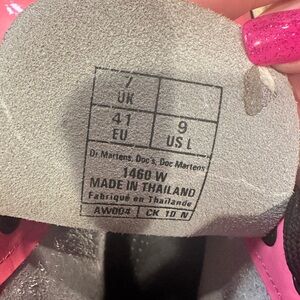 7
UK
41
EU
9
US L
Dr Martens, Doc's, Doc Martens
1460 W
MADE IN THAILAND
Fabriqué en Thaïlande
AW004 CK 10 N